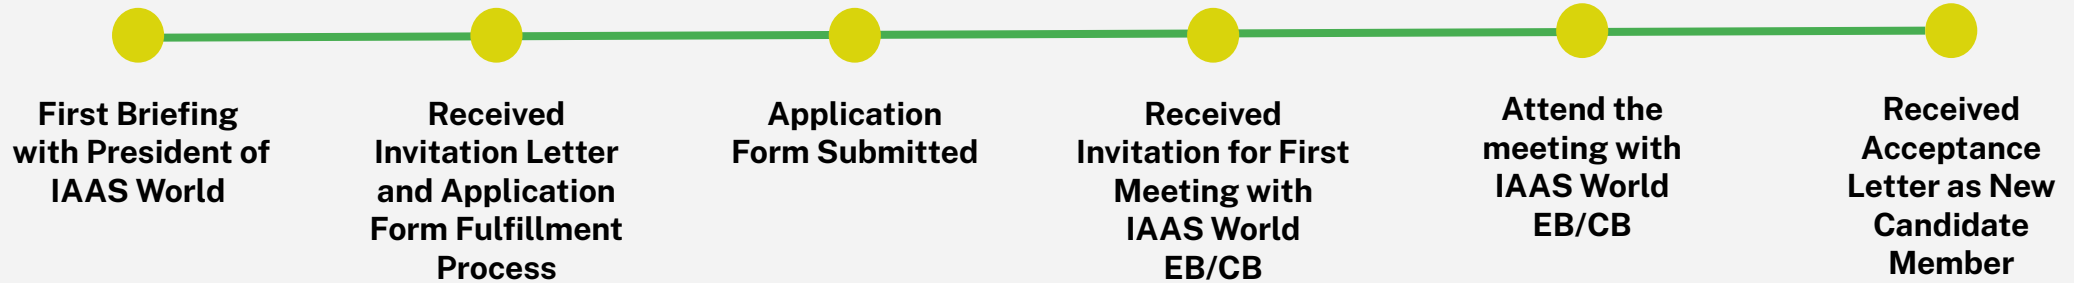 First Briefing
with President of
IAAS World
Received
Invitation Letter
and Application
Form Fulfillment
Process
Application
Form Submitted
Received
Invitation for First
Meeting with
IAAS World
EB/CB
Attend the
meeting with
IAAS World
EB/CB
Received
Acceptance
Letter as New
Candidate
Member